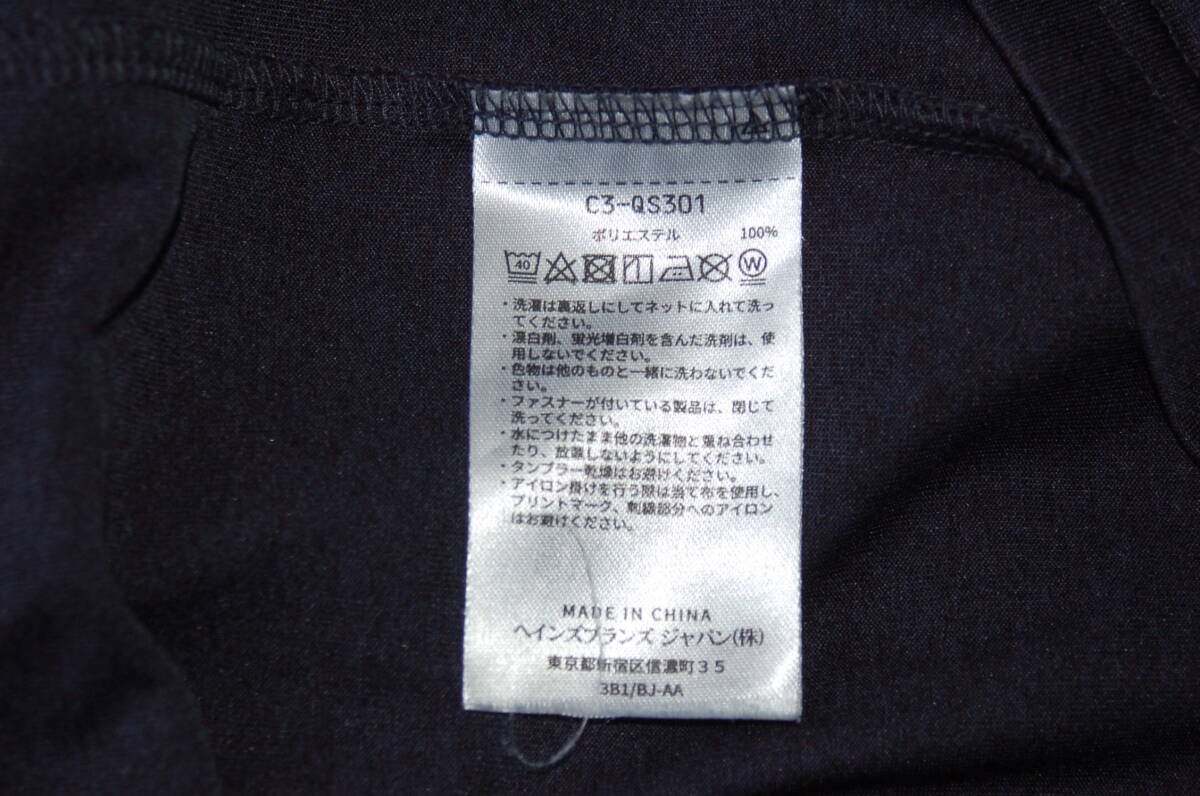 C3-QS301
ポリエステル 100%
40 W
・洗濯は裏返しにしてネットに入れて洗っ
てください。
・漂白剤、蛍光増白剤を含んだ洗剤は、使
用しないでください。
・色物は他のものと一緒に洗わないでくだ
さい。
・ファスナーが付いている製品は、閉じて
洗ってください。
・水につけたまま他の洗濯物と重ね合わせ
たり、放置しないようにしてください。
・タンブラー乾燥はお避けください。
・アイロン掛けを行う際は当て布を使用し、
プリントマーク、刺繍部分へのアイロン
はお避けください。
MADE IN CHINA
ヘインズブランズ ジャパン(株)
東京都新宿区信濃町35
3B1/BJ-AA